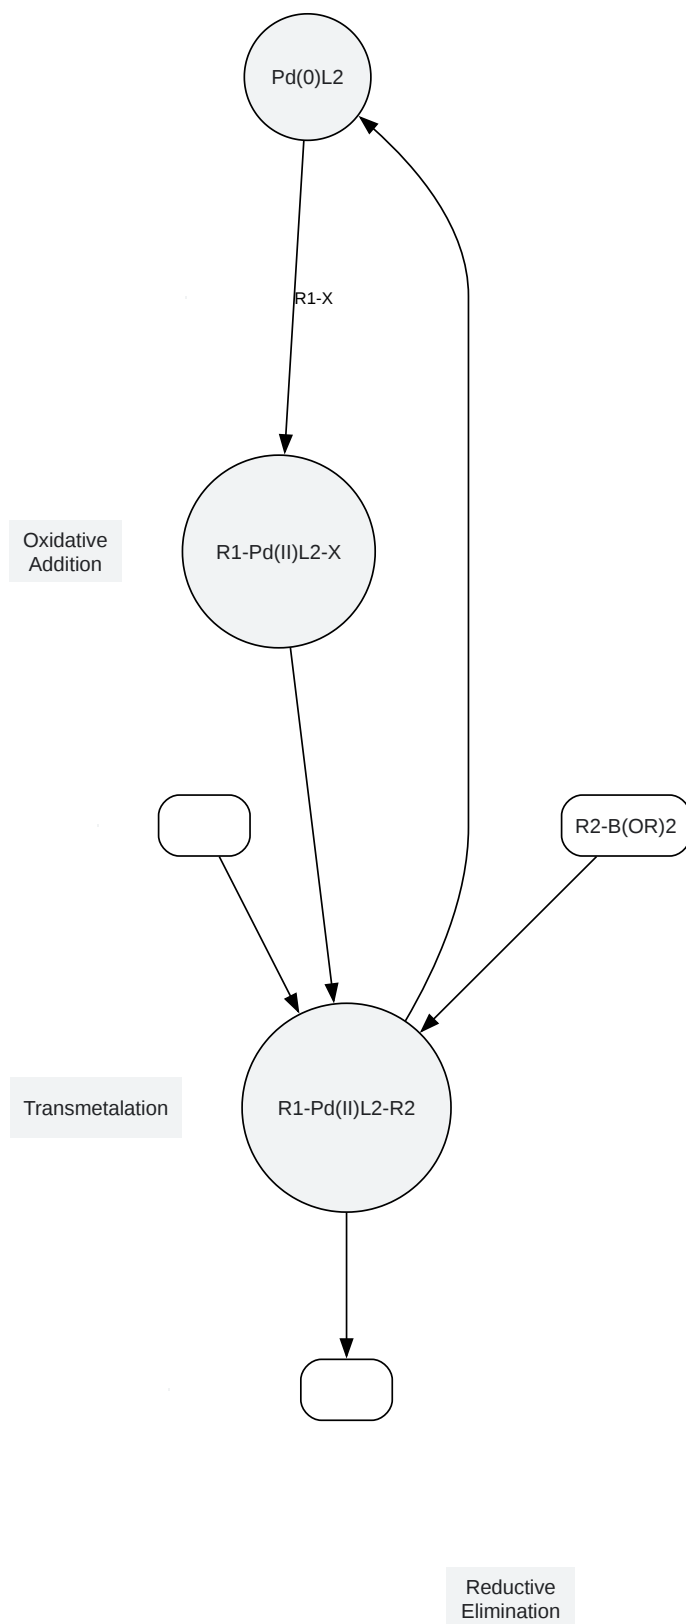 Pd(0)L2
R1-X
Oxidative
Addition
R1-Pd(II)L2-X
R2-B(OR)2
Transmetalation
R1-Pd(II)L2-R2
Reductive
Elimination